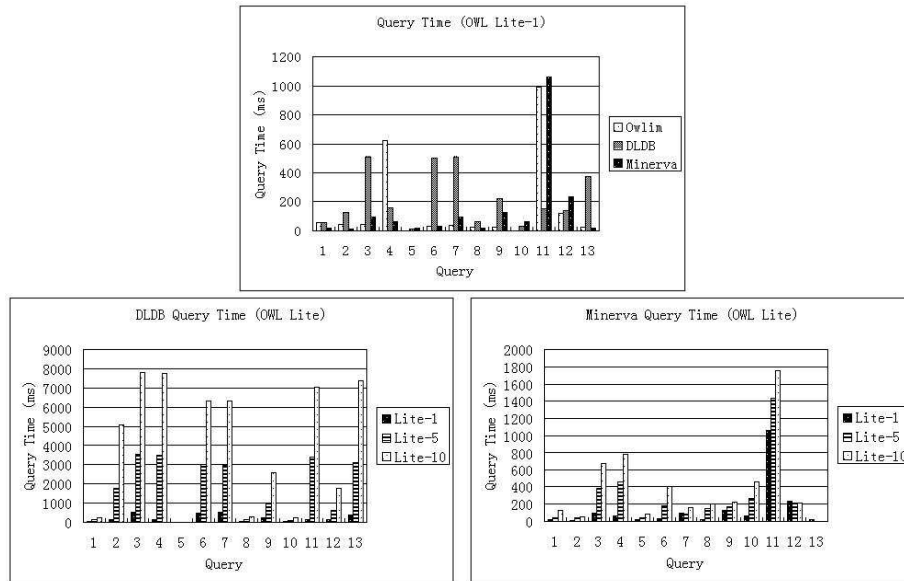 Query Time (OWL Lite-1)
Query Time (ms)
1200
1000
800
600
400
200
0
1 2 3 4 5 6 7 8 9 10 11 12 13
Query
Owlim
DLDB
Minerva
DLDB Query Time (OWL Lite)
Query Time (ms)
9000
8000
7000
6000
5000
4000
3000
2000
1000
0
1 2 3 4 5 6 7 8 9 10 11 12 13
Query
Lite-1
Lite-5
Lite-10
Minerva Query Time (OWL Lite)
Query Time (ms)
2000
1800
1600
1400
1200
1000
800
600
400
200
0
1 2 3 4 5 6 7 8 9 10 11 12 13
Query
Lite-1
Lite-5
Lite-10